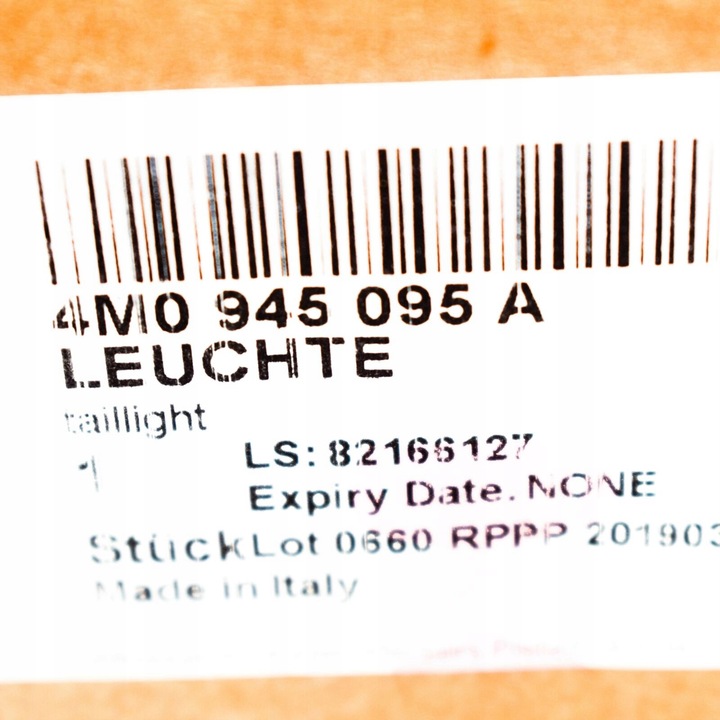 4M0 945 095 A
LEUCHTE
taillight
1 LS: 82166127
Expiry Date. NONE
Stück Lot 0660 RPPP 201903
Made in Italy